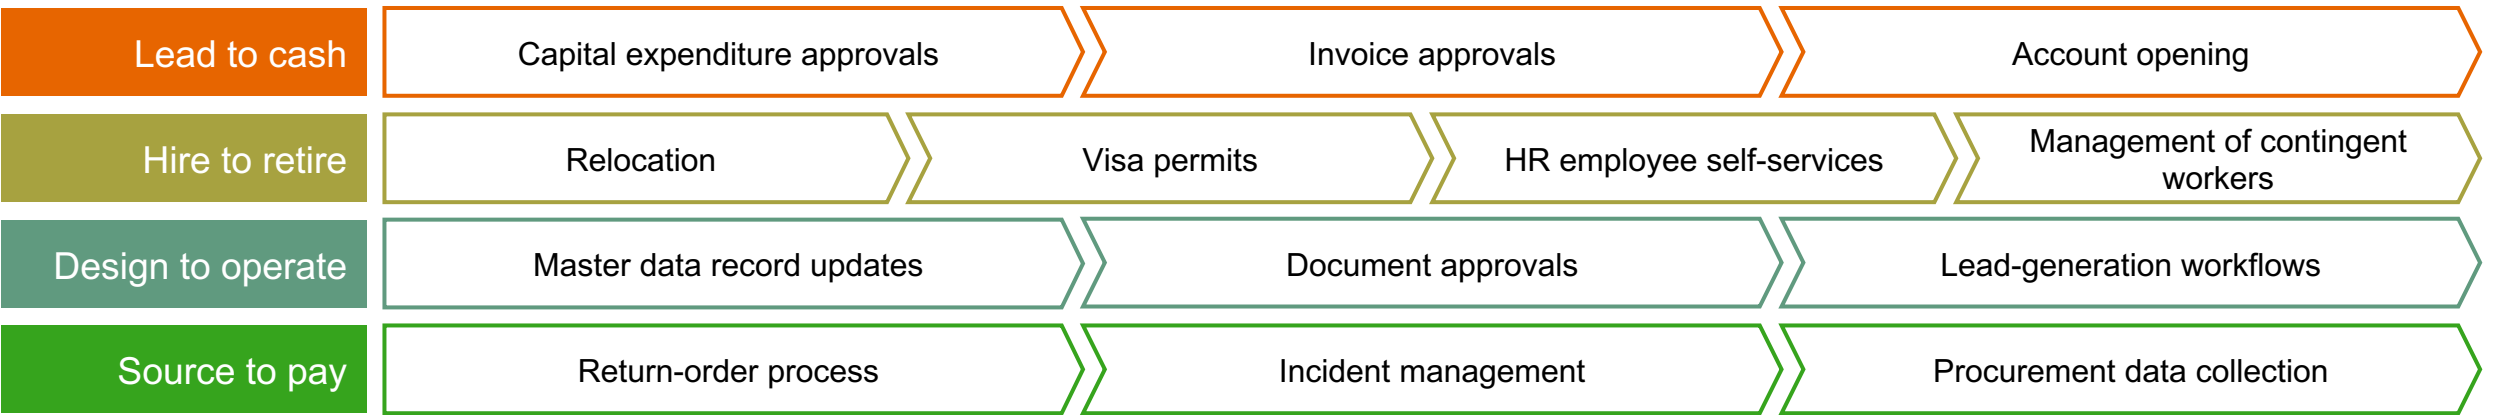 Lead to cash
Capital expenditure approvals
Invoice approvals
Account opening
Hire to retire
Relocation
Visa permits
HR employee self-services
Management of contingent
workers
Design to operate
Master data record updates
Document approvals
Lead-generation workflows
Source to pay
Return-order process
Incident management
Procurement data collection